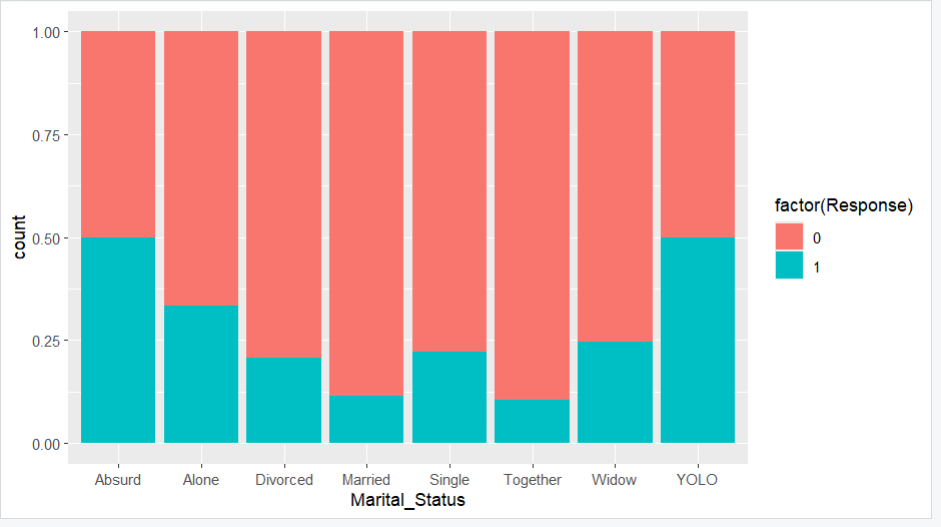 1.00
0.75
0.50
0.25
0.00
count
Absurd Alone Divorced Married Single Together Widow YOLO
Marital_Status
factor(Response)
0
1